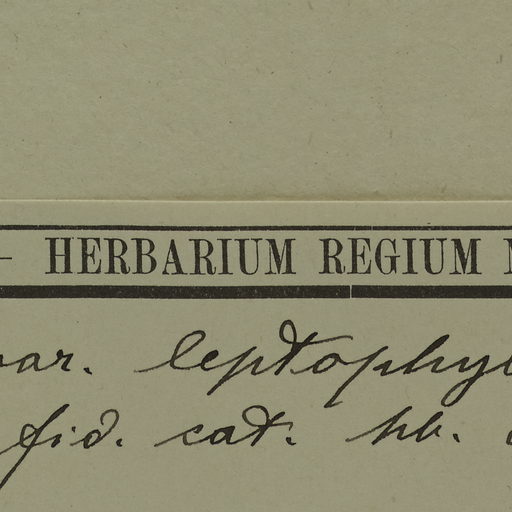 — HERBARIUM REGIUM
var. leptophyl
fid. cat. hb.